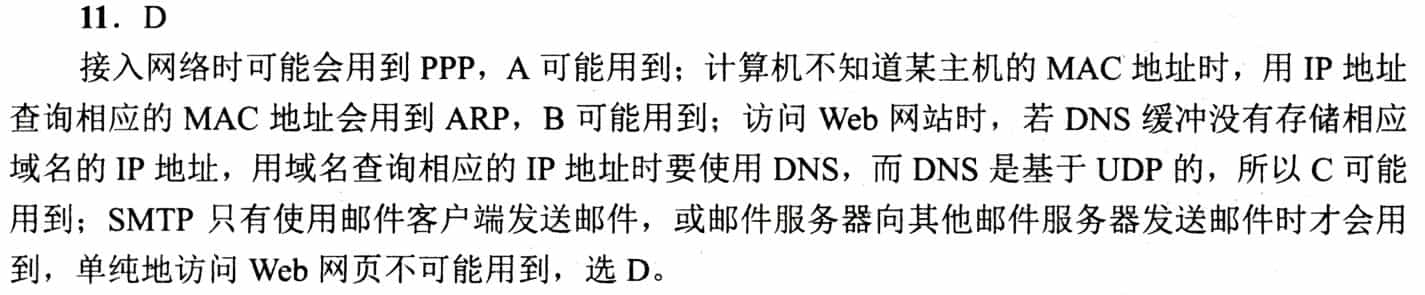 11．D
接入网络时可能会用到 PPP，A 可能用到；计算机不知道某主机的 MAC 地址时，用 IP 地址
查询相应的 MAC 地址会用到 ARP，B 可能用到；访问 Web 网站时，若 DNS 缓冲没有存储相应
域名的 IP 地址，用域名查询相应的 IP 地址时要使用 DNS，而 DNS 是基于 UDP 的，所以 C 可能
用到；SMTP 只有使用邮件客户端发送邮件，或邮件服务器向其他邮件服务器发送邮件时才会用
到，单纯地访问 Web 网页不可能用到，选 D。